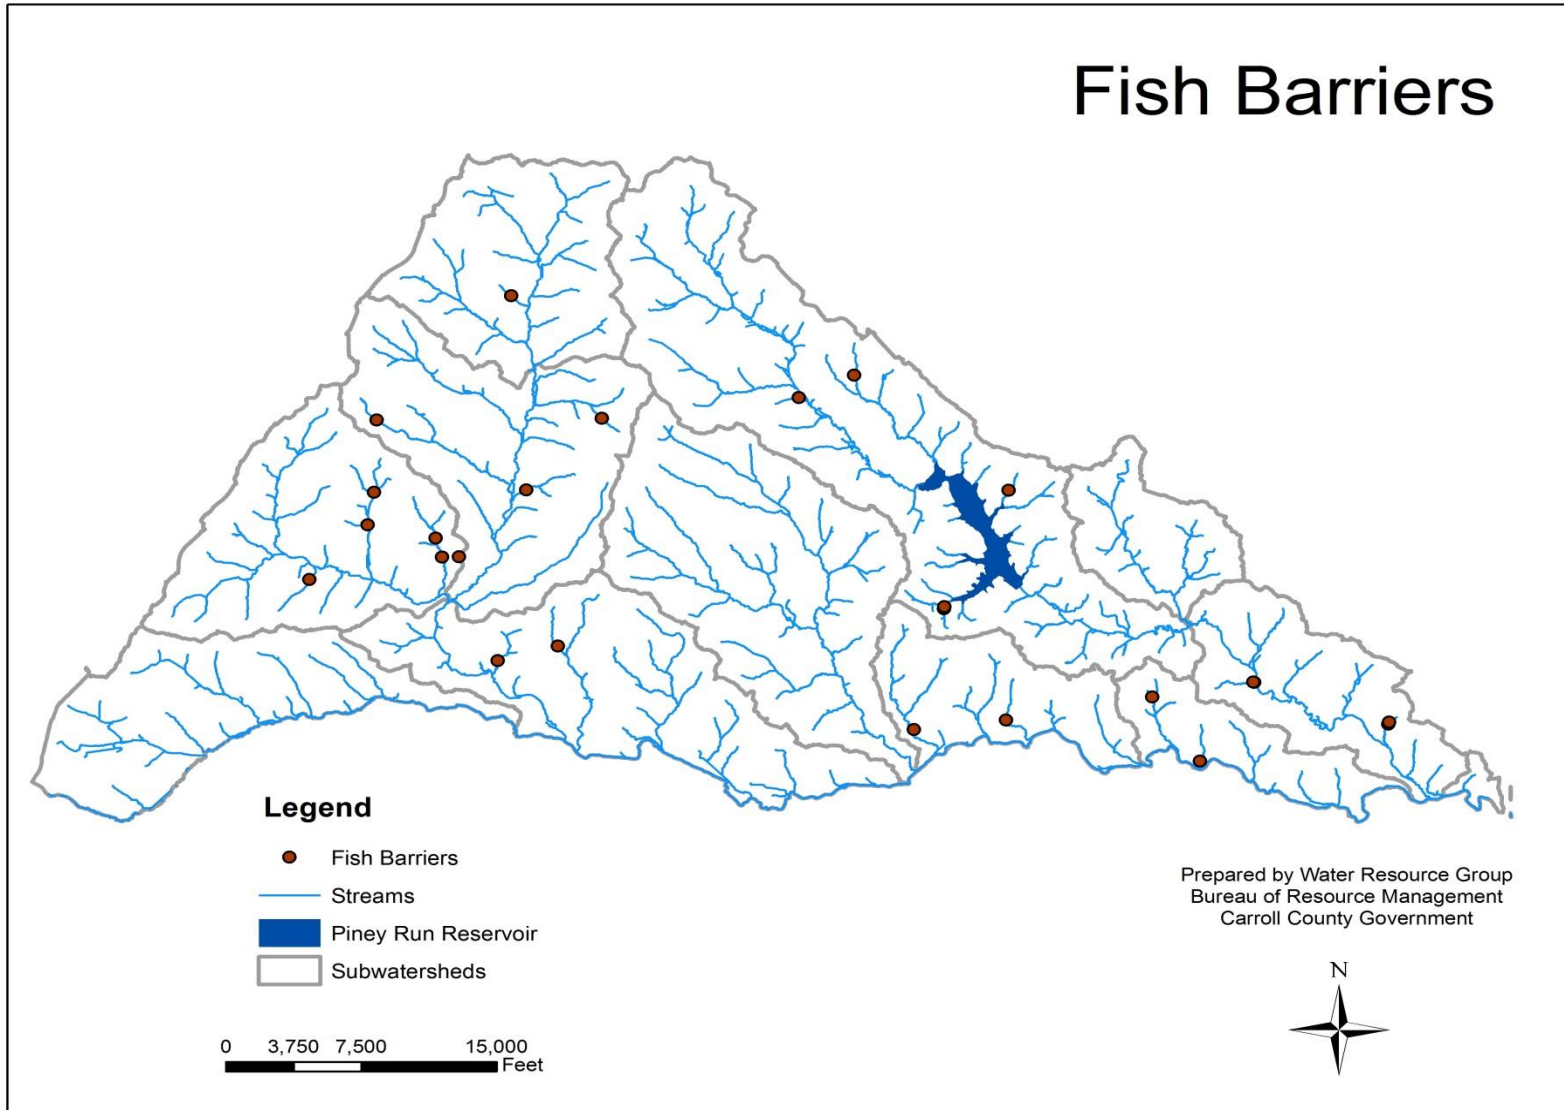 Fish Barriers
Legend
Fish Barriers
Streams
Piney Run Reservoir
Subwatersheds
0 3,750 7,500 15,000
Feet
Prepared by Water Resource Group
Bureau of Resource Management
Carroll County Government
N